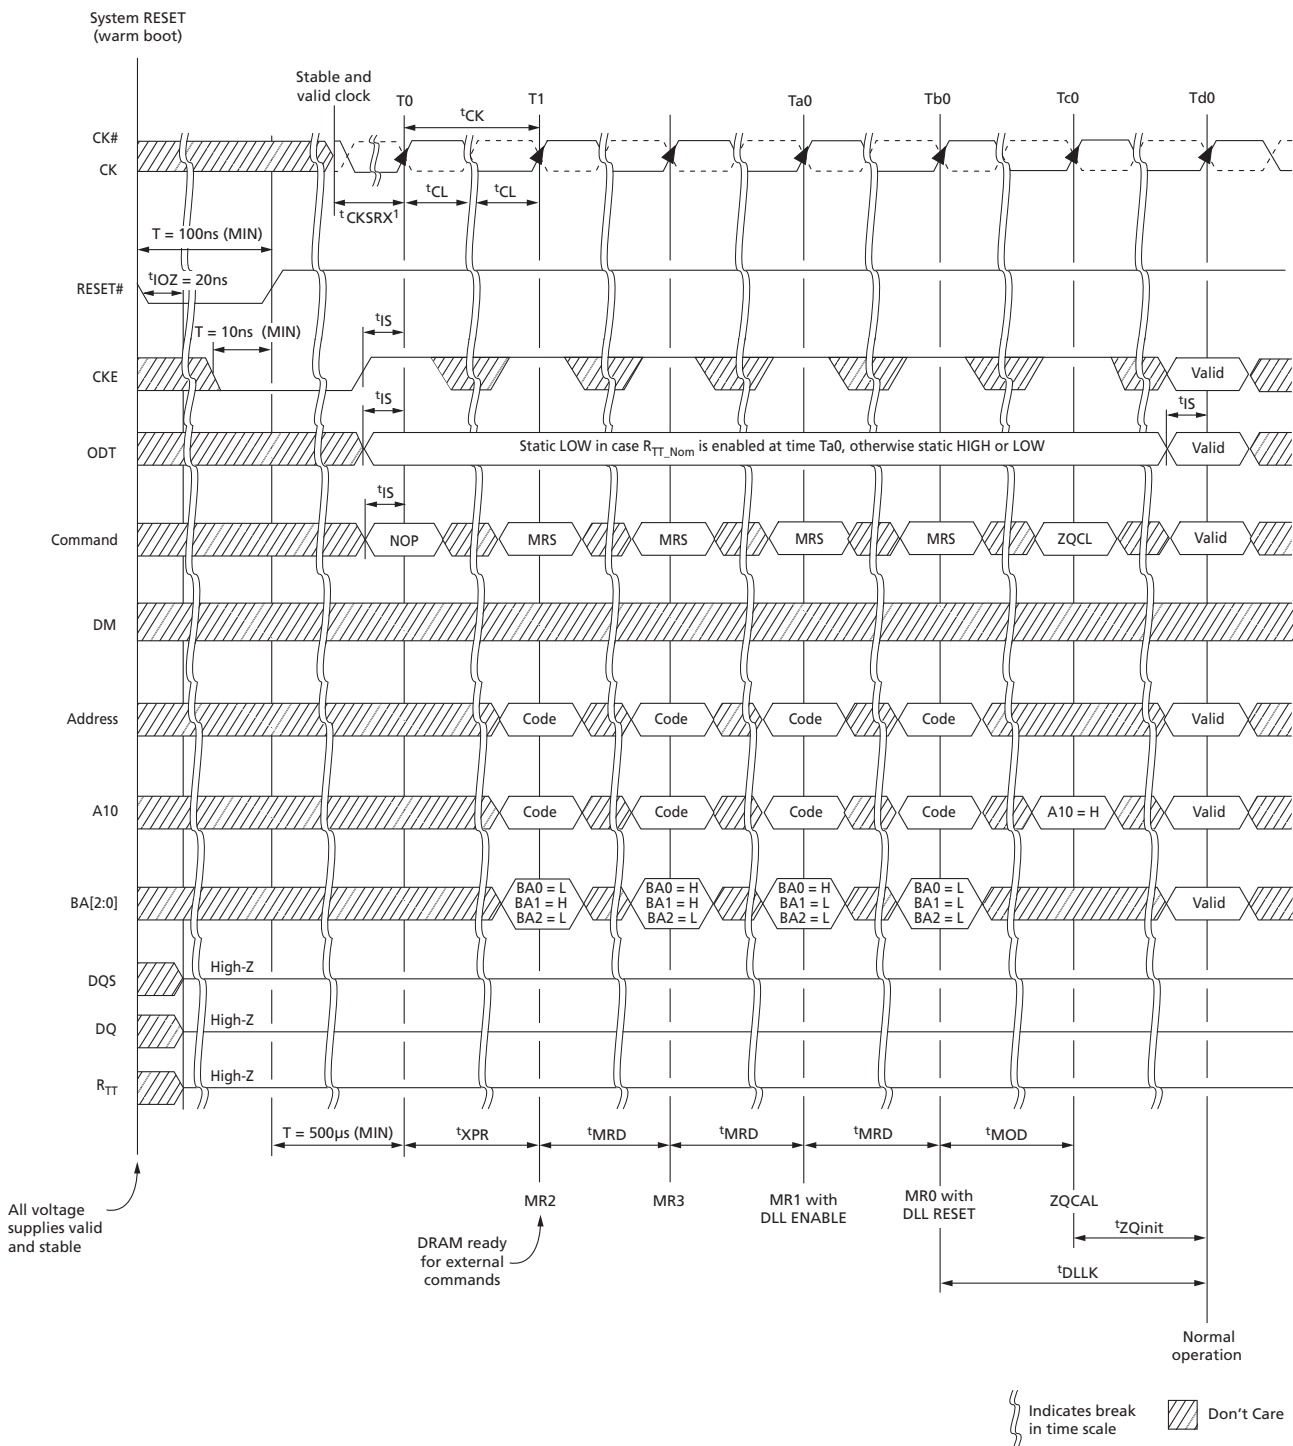 System RESET
(warm boot)
Stable and
valid clock
T0
T1
Ta0
Tb0
Tc0
Td0
tCK
CK#
CK
tCL
tCL
tCKSRX1
T = 100ns (MIN)
tIOZ = 20ns
RESET#
T = 10ns (MIN)
tIS
CKE
Valid
tIS
tIS
ODT
Static LOW in case RTT_Nom is enabled at time Ta0, otherwise static HIGH or LOW
Valid
tIS
Command
NOP
MRS
MRS
MRS
MRS
ZQCL
Valid
DM
Address
Code
Code
Code
Code
Valid
A10
Code
Code
Code
Code
A10 = H
Valid
BA[2:0]
BA0 = L
BA1 = H
BA2 = L
BA0 = H
BA1 = H
BA2 = L
BA0 = H
BA1 = L
BA2 = L
BA0 = L
BA1 = L
BA2 = L
Valid
DQS
High-Z
DQ
High-Z
RTT
High-Z
T = 500µs (MIN)
tXPR
tMRD
tMRD
tMRD
tMOD
All voltage
supplies valid
and stable
MR2
MR3
MR1 with
DLL ENABLE
MR0 with
DLL RESET
ZQCAL
DRAM ready
for external
commands
tZQinit
tDLLK
Normal
operation
Indicates break
in time scale
Don't Care